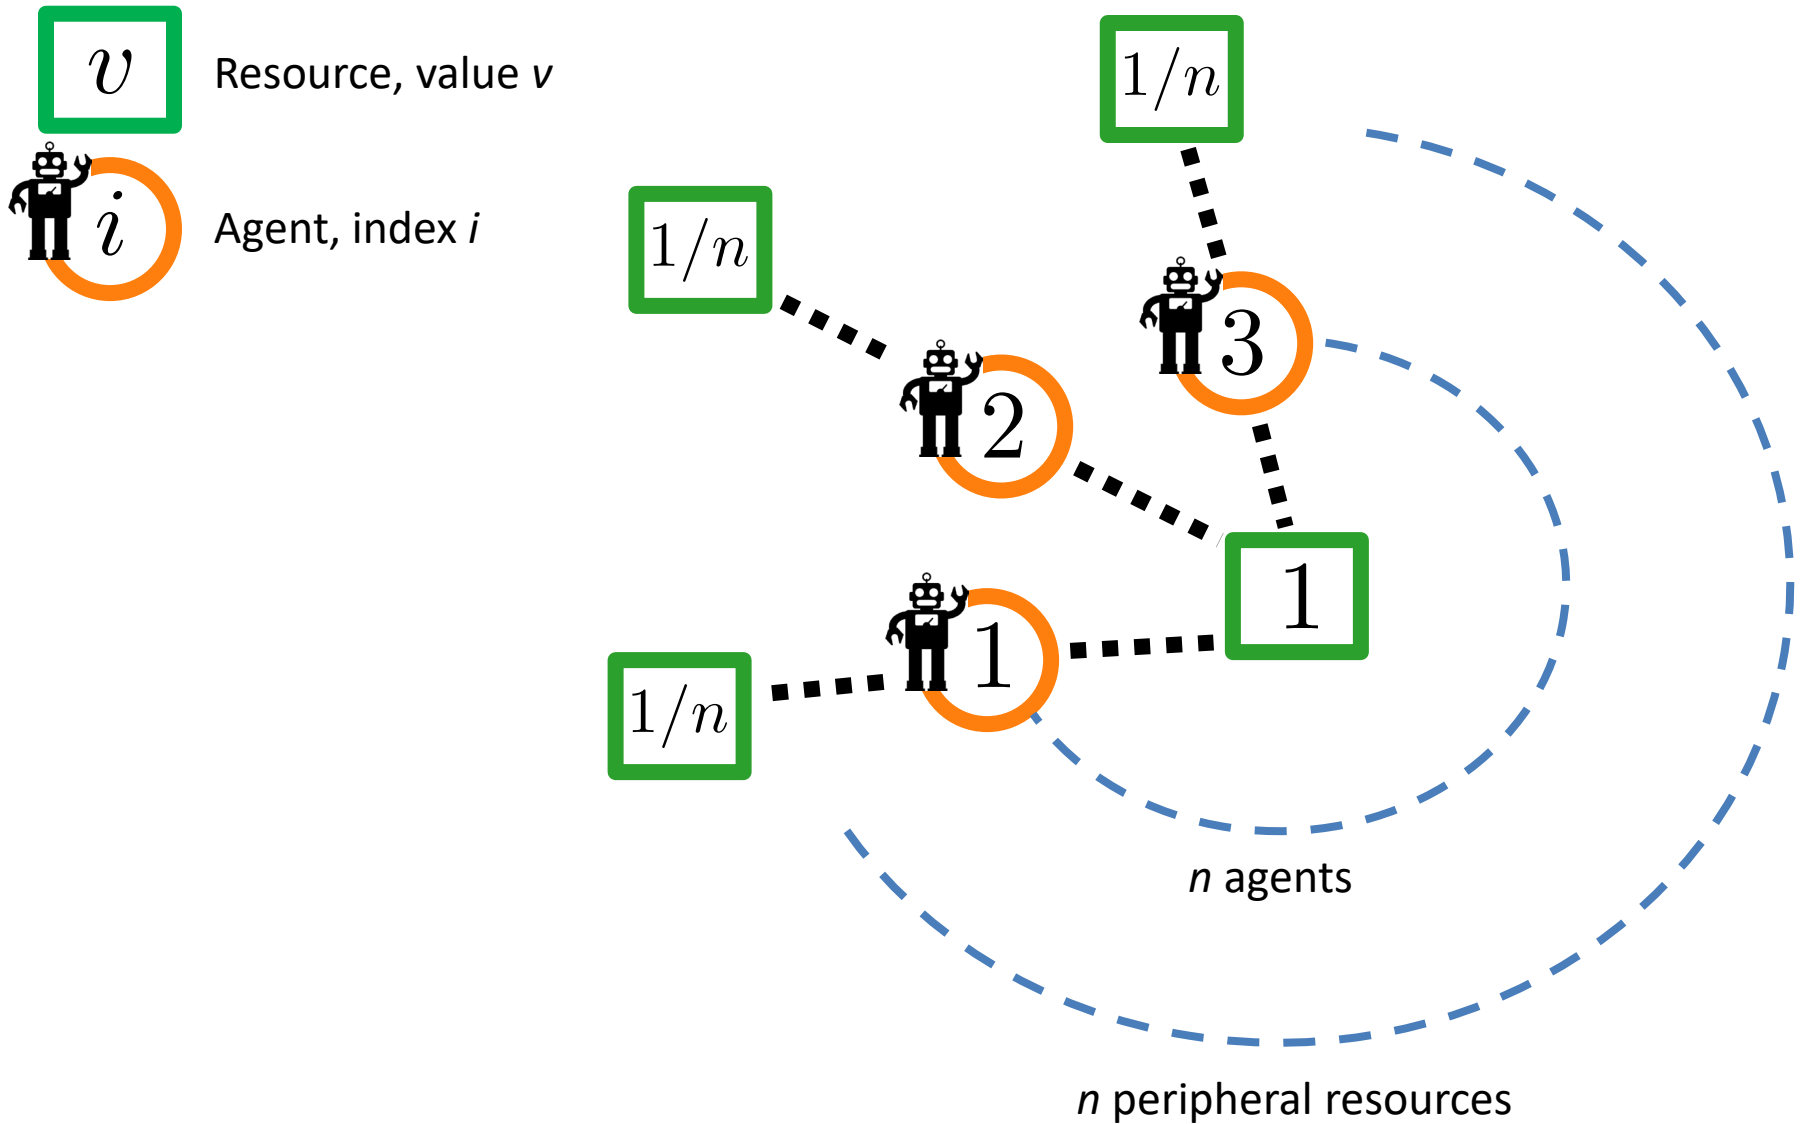 v
Resource, value v
i
Agent, index i
1/n
1/n
3
2
1
1
1/n
n agents
n peripheral resources